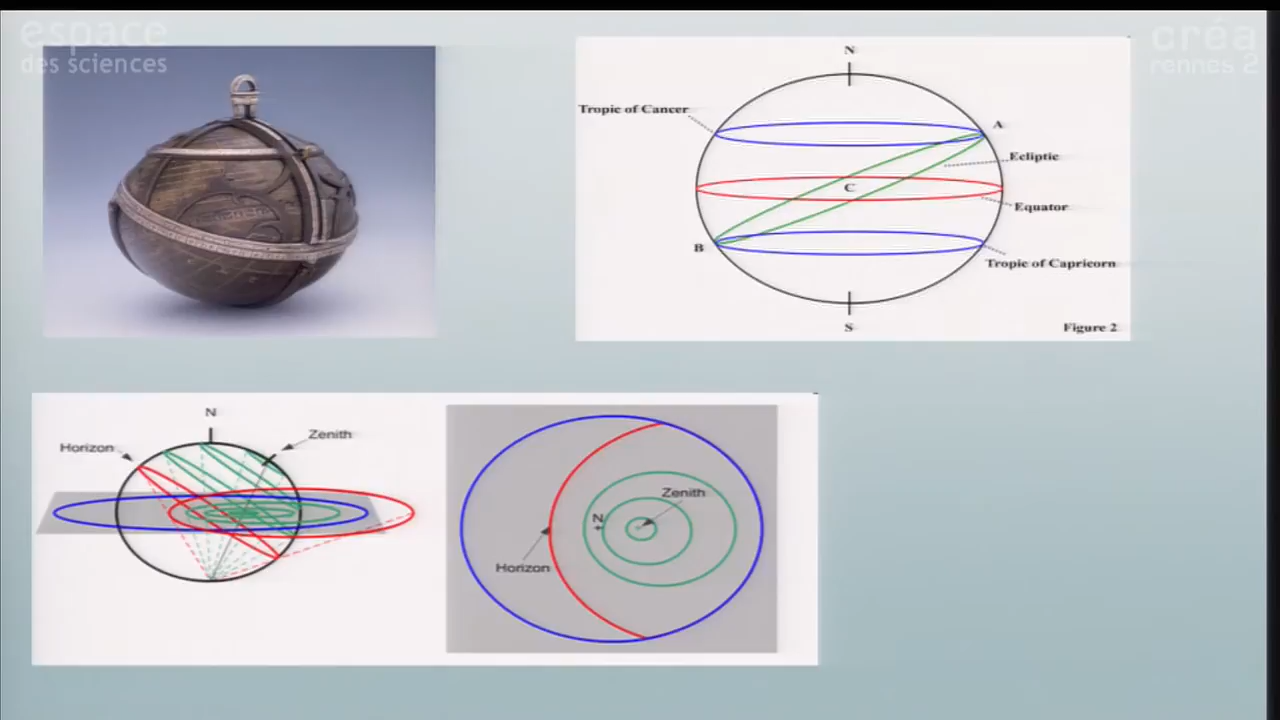 espace
des sciences
créa
rennes 2
N
Tropic of Cancer
A
Ecliptic
C
Equator
B
Tropic of Capricorn
S
Figure 2
N
Horizon
Zenith
Zenith
N
Horizon